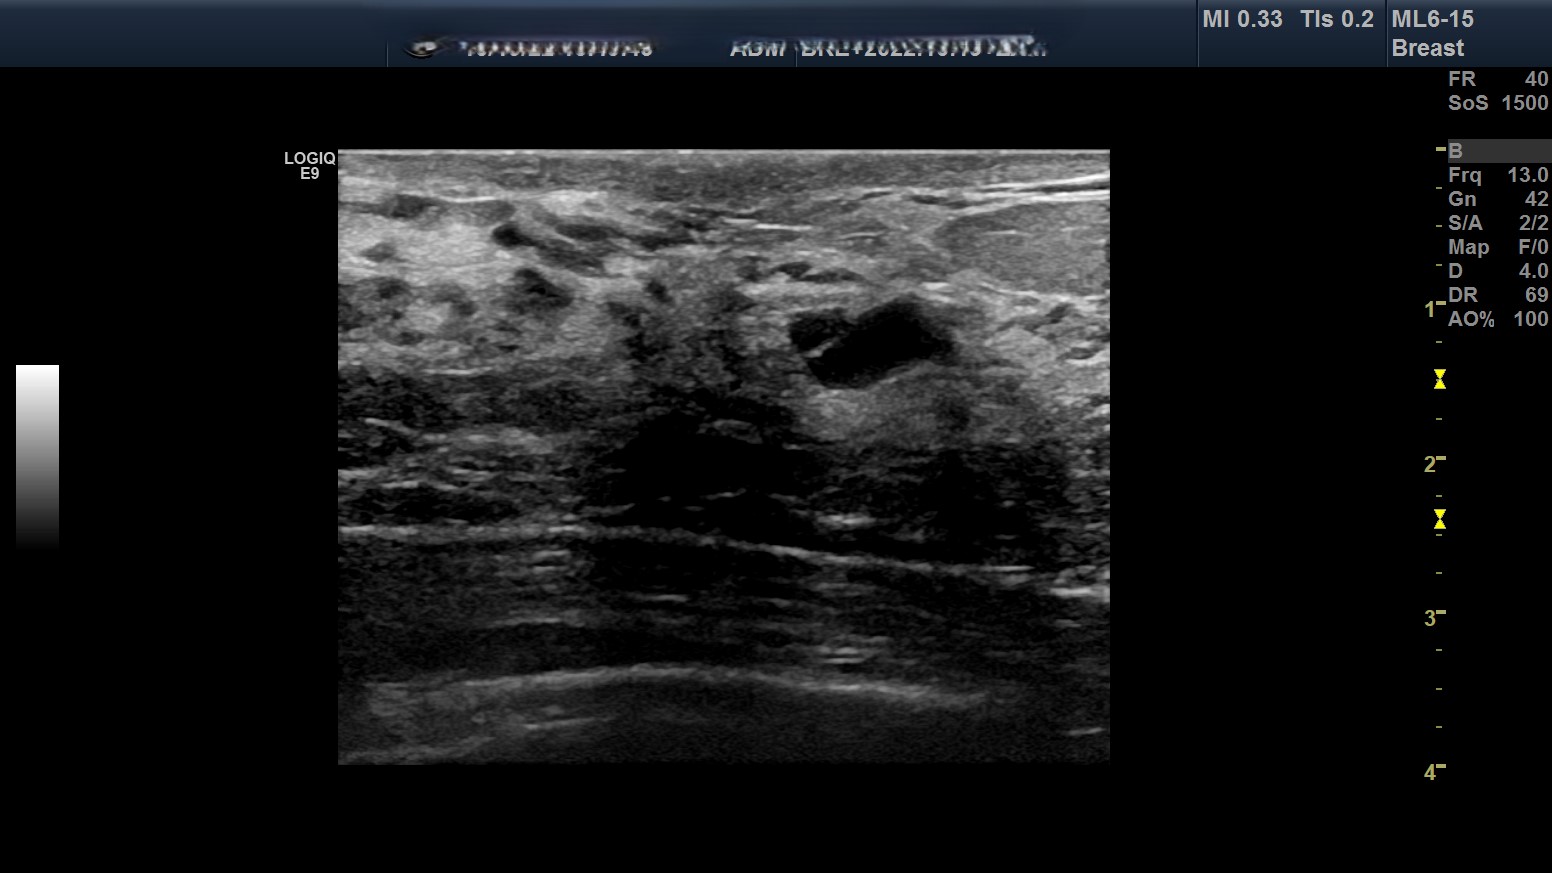 MI 0.33 TIs 0.2 ML6-15
Breast
FR 40
SoS 1500
LOGIQ
E9
B
Frq 13.0
Gn 42
S/A 2/2
Map F/0
D 4.0
DR 69
AO% 100
1
2
3
4